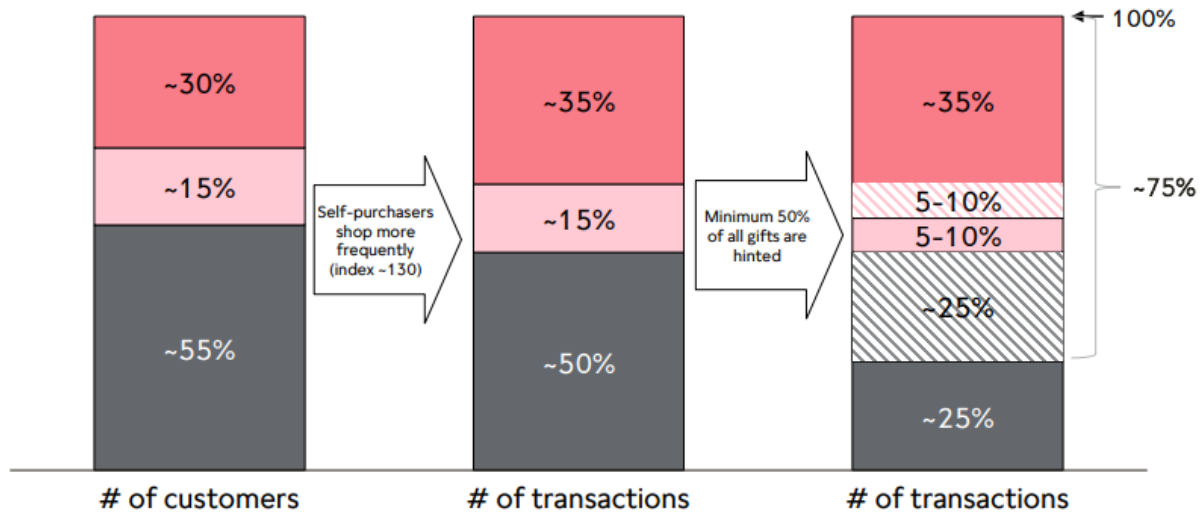 ~30%
~15%
~55%
# of customers
Self-purchasers
shop more
frequently
(index ~130)
~35%
~15%
~50%
# of transactions
Minimum 50%
of all gifts are
hinted
~35%
5-10%
5-10%
~25%
~25%
# of transactions
100%
~75%